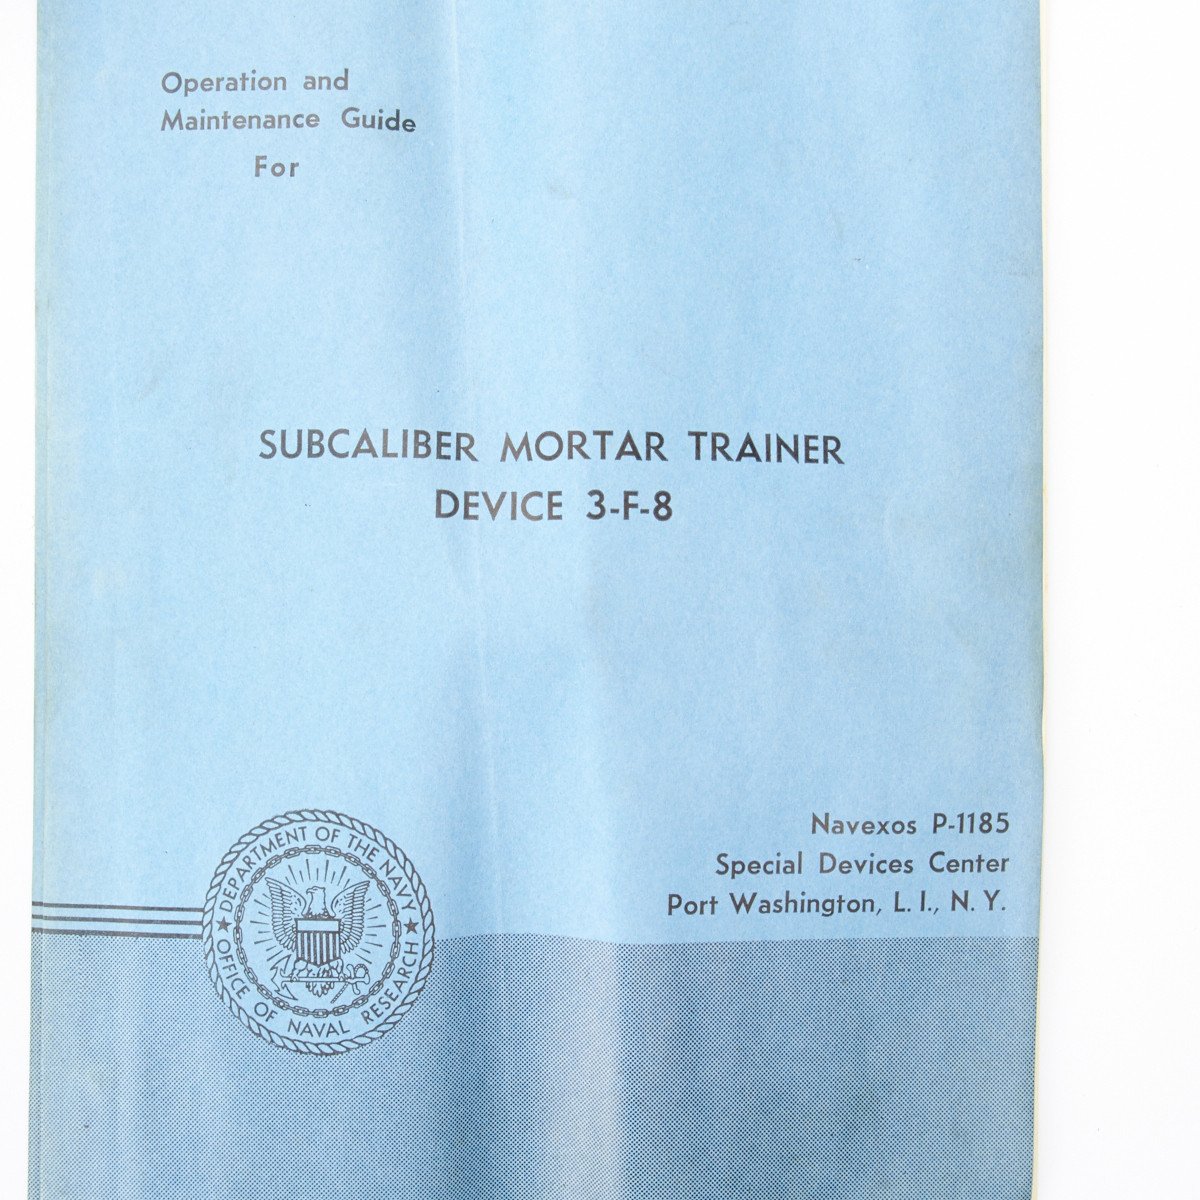 Operation and
Maintenance Guide
For
SUBCALIBER MORTAR TRAINER
DEVICE 3-F-8
Navexos P-1185
Special Devices Center
Port Washington, L. I., N. Y.
DEPARTMENT OF THE NAVY
OFFICE OF NAVAL RESEARCH